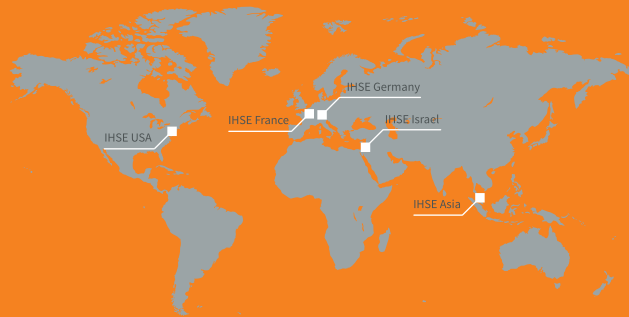 IHSE Germany
IHSE France
IHSE Israel
IHSE USA
IHSE Asia